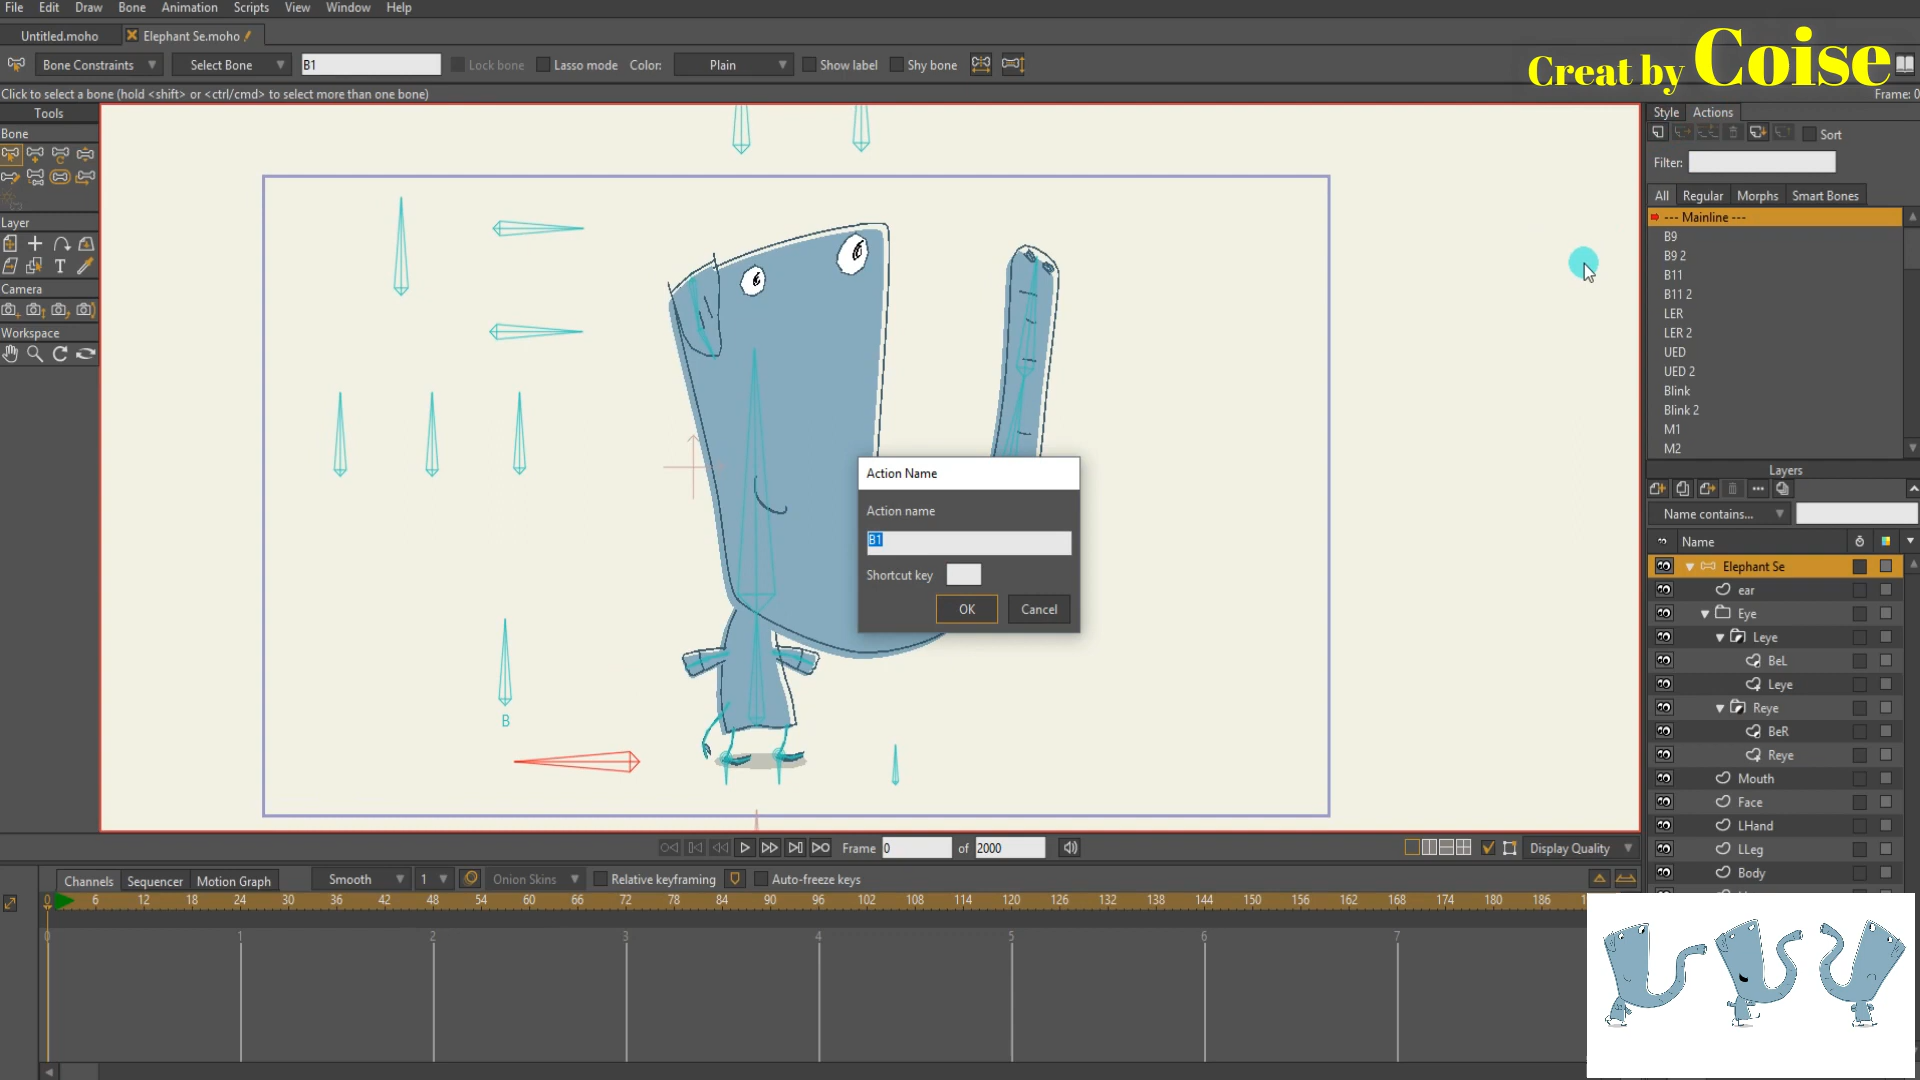 File Edit Draw Bone Animation Scripts View Window Help
Untitled.moho Elephant Se.moho
Creat by Coise
Bone Constraints Select Bone B1 Lock bone Lasso mode Color: Plain Show label Shy bone
Click to select a bone (hold <shift> or <ctrl/cmd> to select more than one bone)
Frame: 0
Tools
Bone
Layer
T
Camera
Workspace
Style Actions
Sort
Filter:
All Regular Morphs Smart Bones
--- Mainline ---
B9
B9 2
B11
B11 2
LER
LER 2
UED
UED 2
Blink
Blink 2
M1
M2
B
Action Name
Action name
B1
Shortcut key
OK Cancel
Layers
Name contains...
Name
Elephant Se
ear
Eye
Leye
BeL
Leye
Reye
BeR
Reye
Mouth
Face
LHand
LLeg
Body
Frame 0 of 2000
Display Quality
Channels Sequencer Motion Graph Smooth 1 Onion Skins Relative keyframing Auto-freeze keys
0 6 12 18 24 30 36 42 48 54 60 66 72 78 84 90 96 102 108 114 120 126 132 138 144 150 156 162 168 174 180 186
0 1 2 3 4 5 6 7